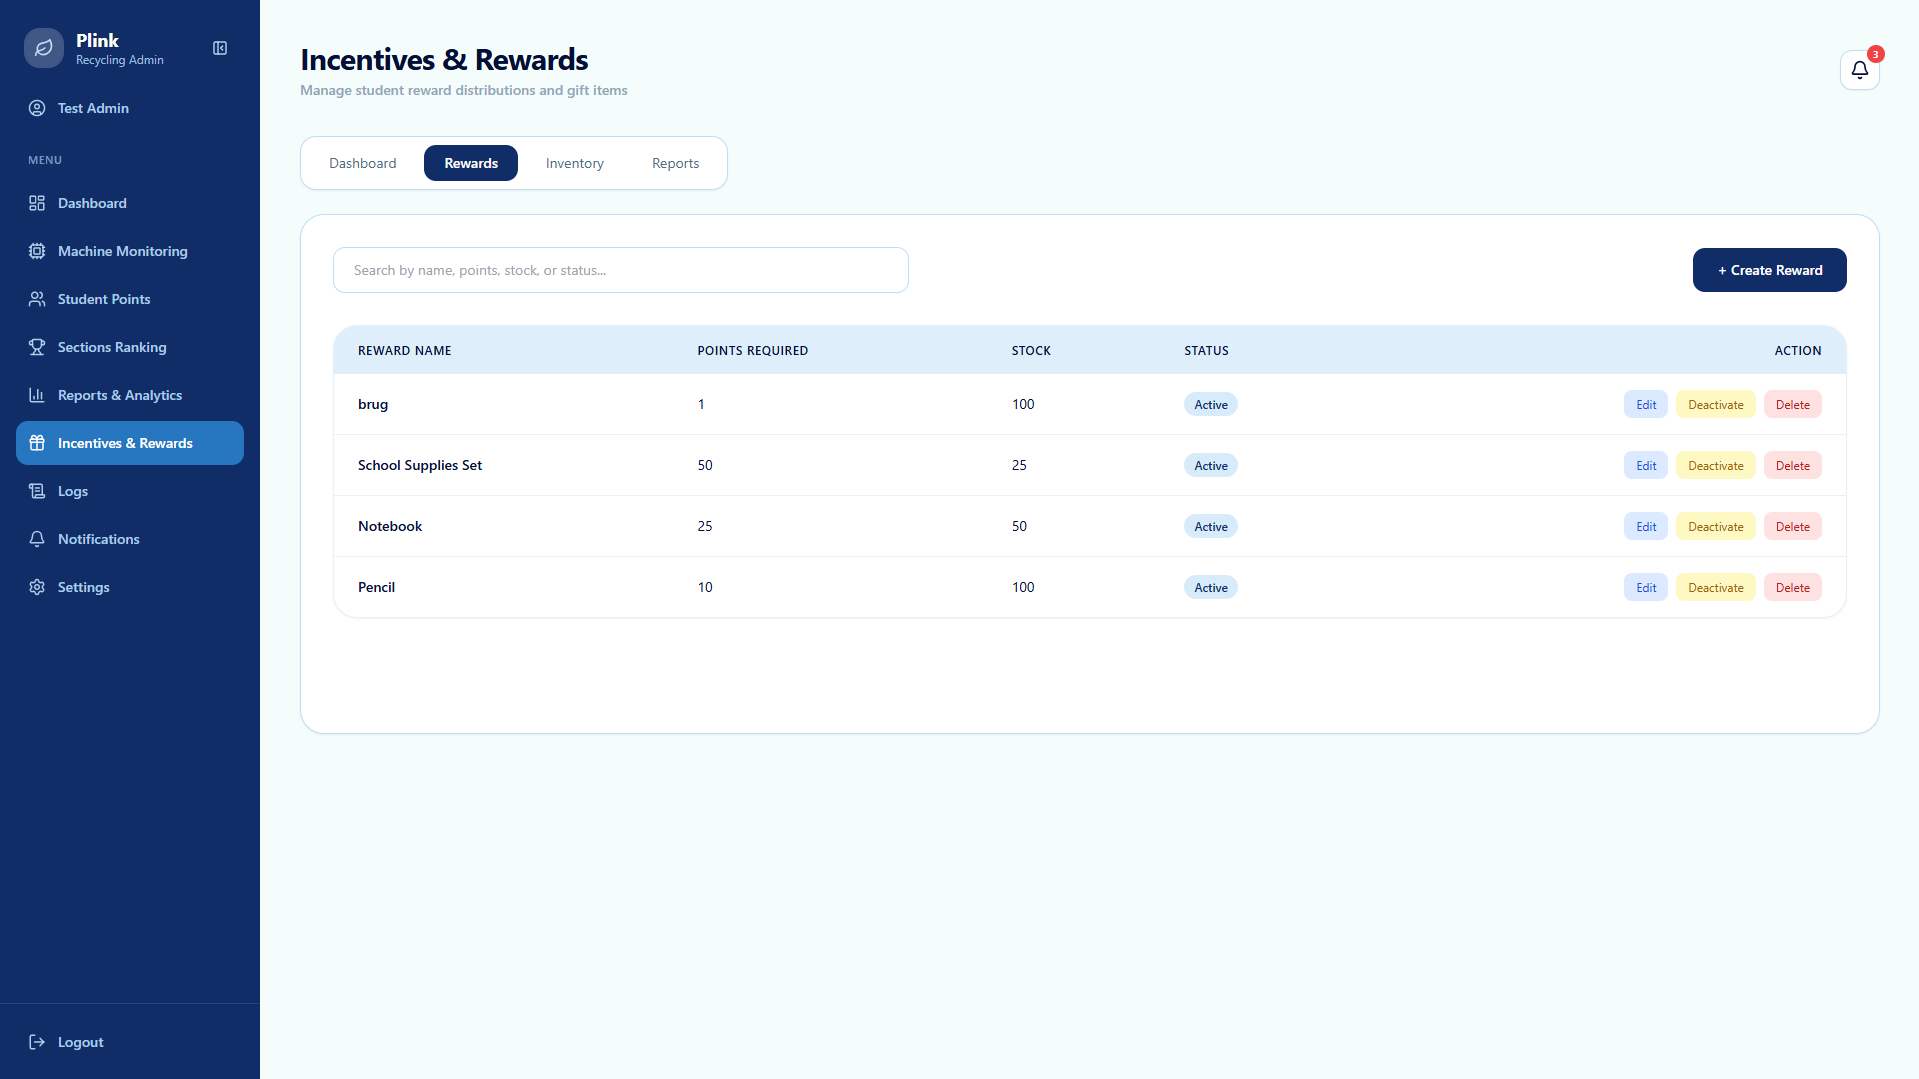 Plink
Recycling Admin
Test Admin
MENU
Dashboard
Machine Monitoring
Student Points
Sections Ranking
Reports & Analytics
Incentives & Rewards
Logs
Notifications
Settings
Logout
Incentives & Rewards
Manage student reward distributions and gift items
3
Dashboard Rewards Inventory Reports
Search by name, points, stock, or status...
+ Create Reward
REWARD NAME POINTS REQUIRED STOCK STATUS ACTION
brug 1 100 Active Edit Deactivate Delete
School Supplies Set 50 25 Active Edit Deactivate Delete
Notebook 25 50 Active Edit Deactivate Delete
Pencil 10 100 Active Edit Deactivate Delete